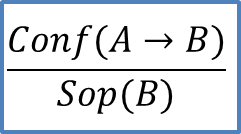 Conf(A → B)
Sop(B)